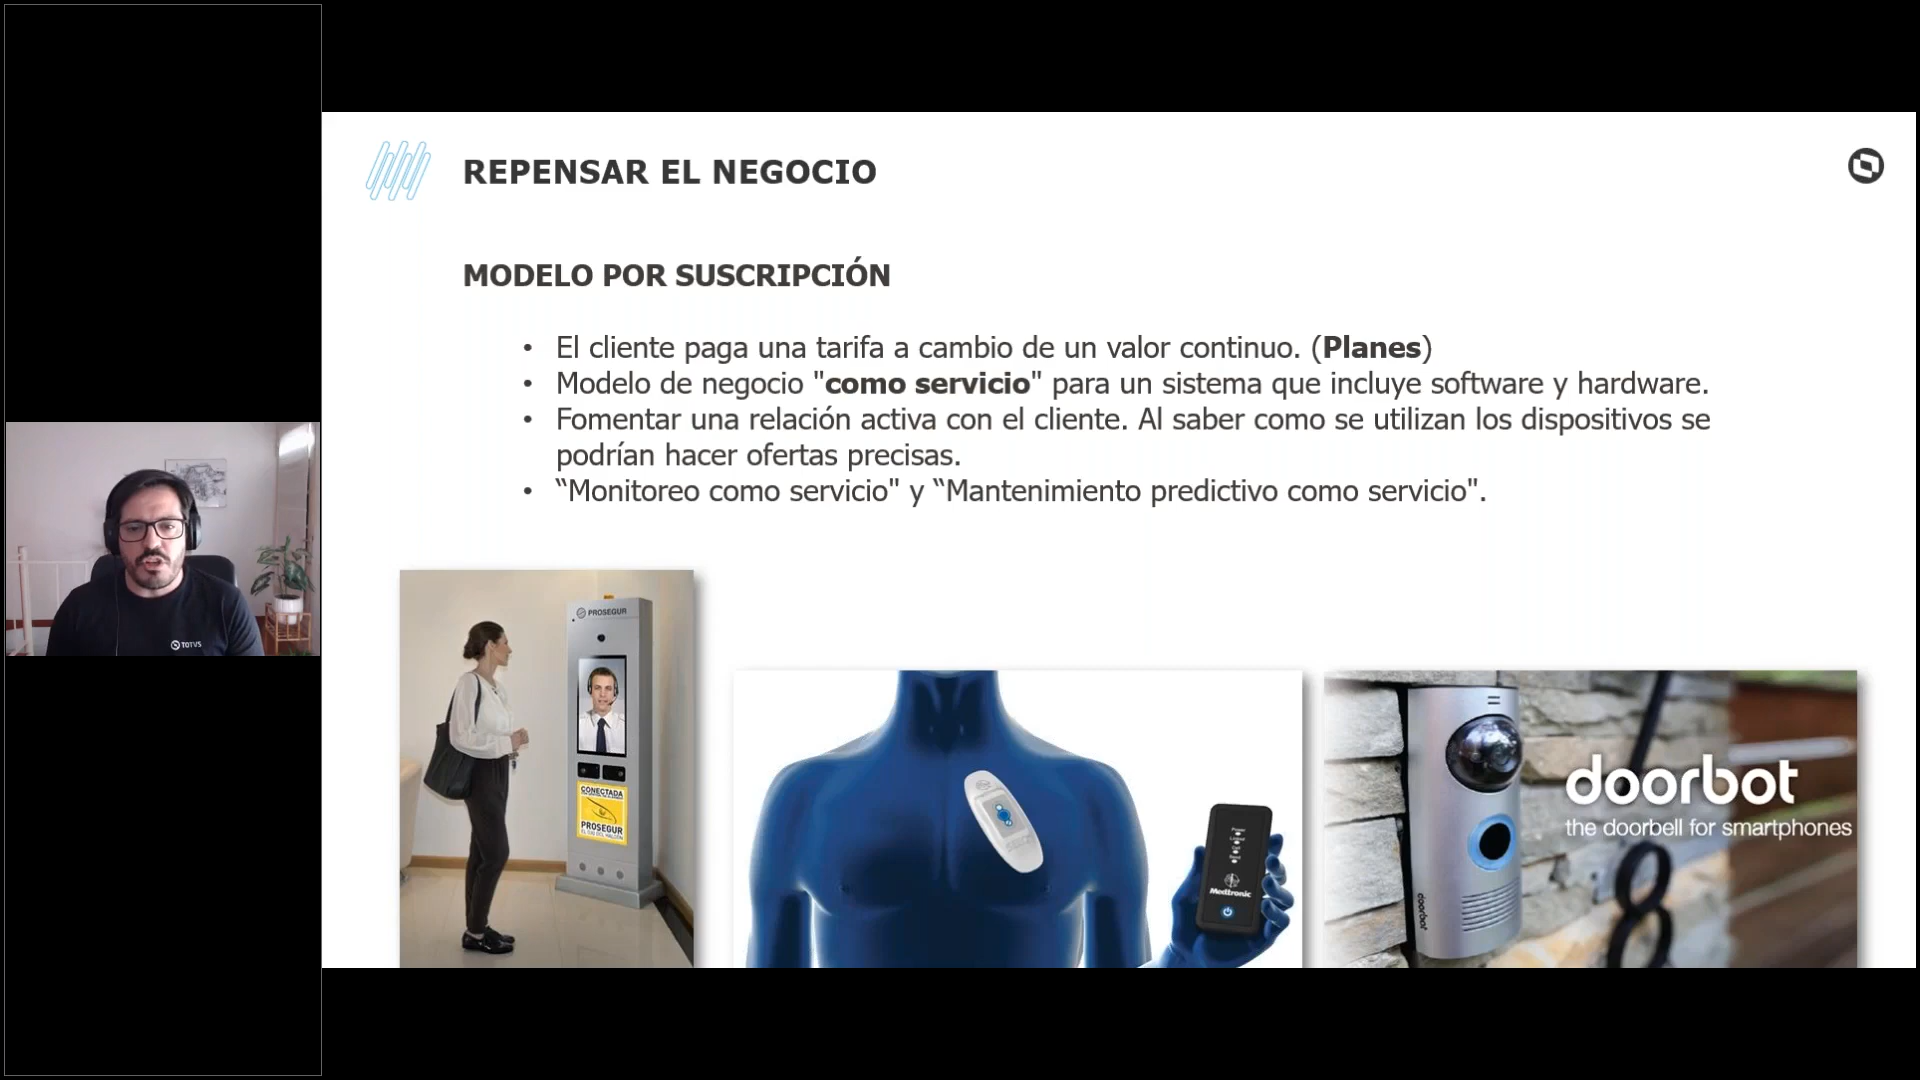 REPENSAR EL NEGOCIO
MODELO POR SUSCRIPCIÓN
• El cliente paga una tarifa a cambio de un valor continuo. (Planes)
• Modelo de negocio "como servicio" para un sistema que incluye software y hardware.
• Fomentar una relación activa con el cliente. Al saber como se utilizan los dispositivos se
podrían hacer ofertas precisas.
• “Monitoreo como servicio" y “Mantenimiento predictivo como servicio".
TOTVS
PROSEGUR
CONECTADA
PROSEGUR
Medtronic
doorbot
the doorbell for smartphones
doorbot
8